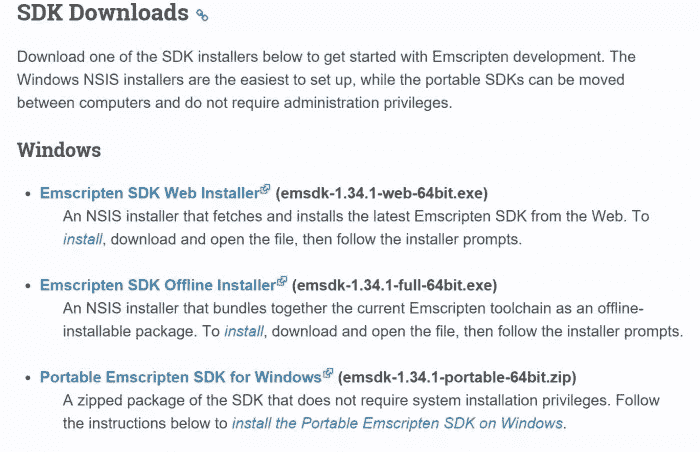 SDK Downloads
Download one of the SDK installers below to get started with Emscripten development. The
Windows NSIS installers are the easiest to set up, while the portable SDKs can be moved
between computers and do not require administration privileges.
Windows
• Emscripten SDK Web Installer (emsdk-1.34.1-web-64bit.exe)
An NSIS installer that fetches and installs the latest Emscripten SDK from the Web. To
install, download and open the file, then follow the installer prompts.
• Emscripten SDK Offline Installer (emsdk-1.34.1-full-64bit.exe)
An NSIS installer that bundles together the current Emscripten toolchain as an offline-
installable package. To install, download and open the file, then follow the installer prompts.
• Portable Emscripten SDK for Windows (emsdk-1.34.1-portable-64bit.zip)
A zipped package of the SDK that does not require system installation privileges. Follow
the instructions below to install the Portable Emscripten SDK on Windows.